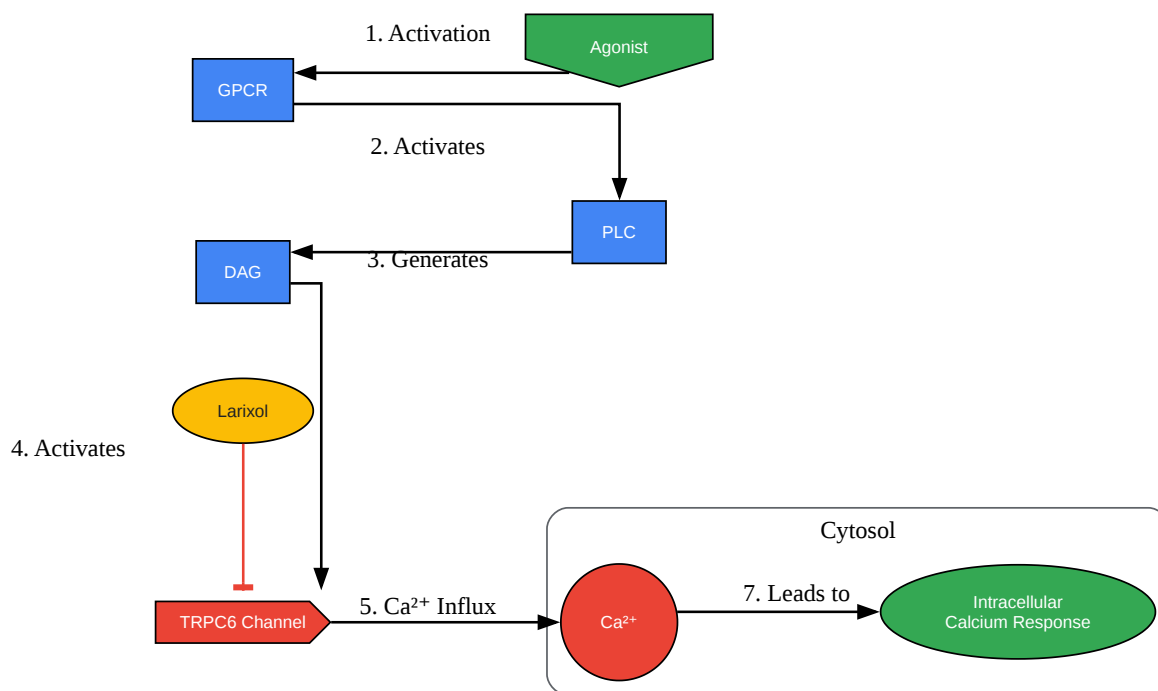 1. Activation
Agonist
GPCR
2. Activates
PLC
3. Generates
DAG
Larixol
4. Activates
Cytosol
TRPC6 Channel
5. Ca²⁺ Influx
Ca²⁺
7. Leads to
Intracellular
Calcium Response